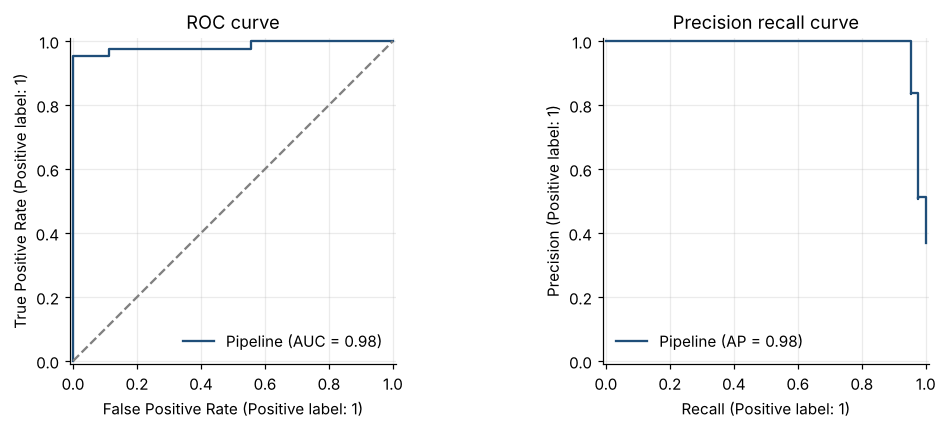 ROC curve
True Positive Rate (Positive label: 1)
1.0
0.8
0.6
0.4
0.2
0.0
Pipeline (AUC = 0.98)
0.0 0.2 0.4 0.6 0.8 1.0
False Positive Rate (Positive label: 1)
Precision recall curve
Precision (Positive label: 1)
1.0
0.8
0.6
0.4
0.2
0.0
Pipeline (AP = 0.98)
0.0 0.2 0.4 0.6 0.8 1.0
Recall (Positive label: 1)